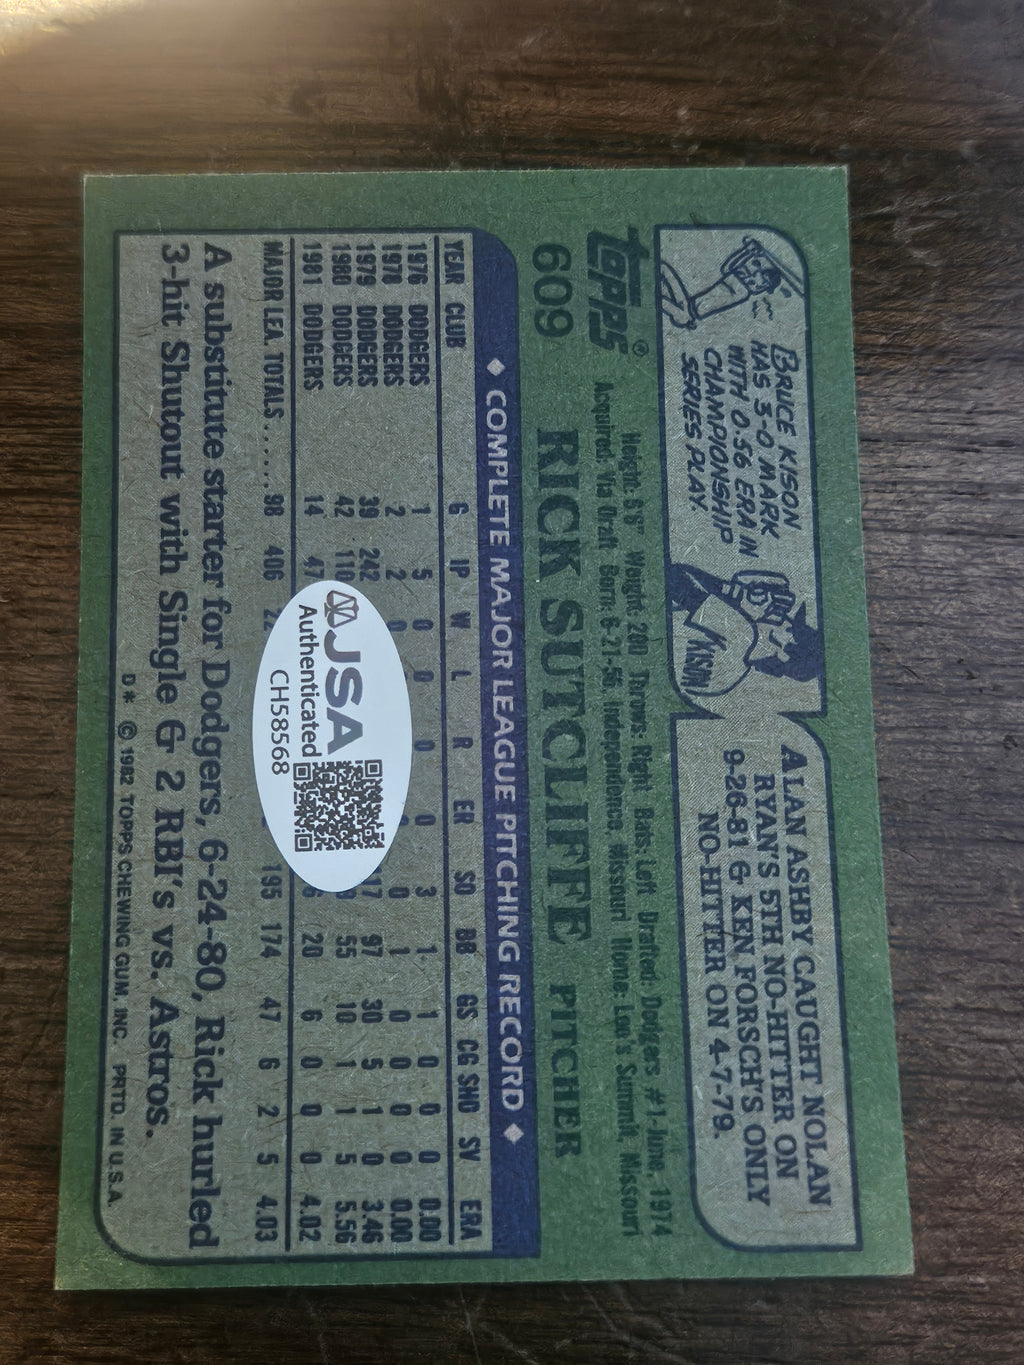 BRUCE KISON
HAS 3-0 MARK
WITH 0.56 ERA IN
CHAMPIONSHIP
SERIES PLAY.
KISON
ALAN ASHBY CAUGHT NOLAN
RYAN'S 5TH NO-HITTER ON
9-26-81 & KEN FORSCH'S ONLY
NO-HITTER ON 4-7-79.
TOPPS®
Height: 6'6" Weight: 200 Throws: Right Bats: Left Drafted: Dodgers #1-June, 1974
Acquired: Via Draft Born: 6-21-56, Independence, Missouri Home: Lee's Summit, Missouri
609 RICK SUTCLIFFE PITCHER
COMPLETE MAJOR LEAGUE PITCHING RECORD
YEAR CLUB G IP W L R ER SO BB GS CG SHO SV ERA
1976 DODGERS 1 5 0 0 0 0 3 1 1 0 0 0 0.00
1978 DODGERS 2 2 0 0 1 0 0 0 0 0.00
1979 DODGERS 39 242 97 30 5 1 0 3.46
1980 DODGERS 42 110 55 10 1 1 5 5.56
1981 DODGERS 14 47 20 6 0 0 0 4.02
MAJOR LEA. TOTALS...... 98 406 195 174 47 6 2 5 4.03
JSA
Authenticated
CH58568
A substitute starter for Dodgers, 6-24-80, Rick hurled
3-hit Shutout with Single & 2 RBI's vs. Astros.
D* © 1982 TOPPS CHEWING GUM, INC. PRTD. IN U.S.A.